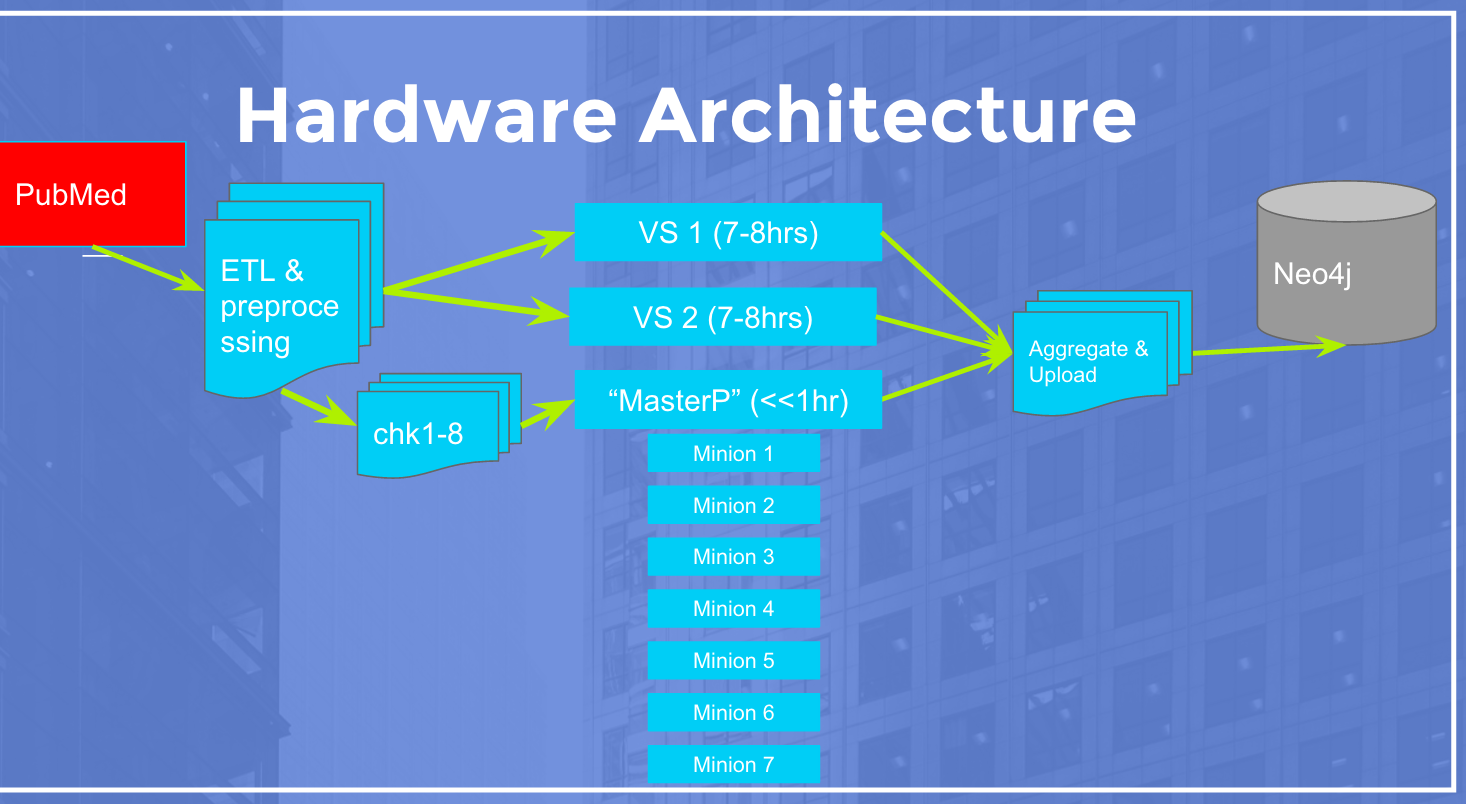 Hardware Architecture
PubMed
ETL &
preproce
ssing
chk1-8
VS 1 (7-8hrs)
VS 2 (7-8hrs)
“MasterP” (<<1hr)
Minion 1
Minion 2
Minion 3
Minion 4
Minion 5
Minion 6
Minion 7
Aggregate &
Upload
Neo4j